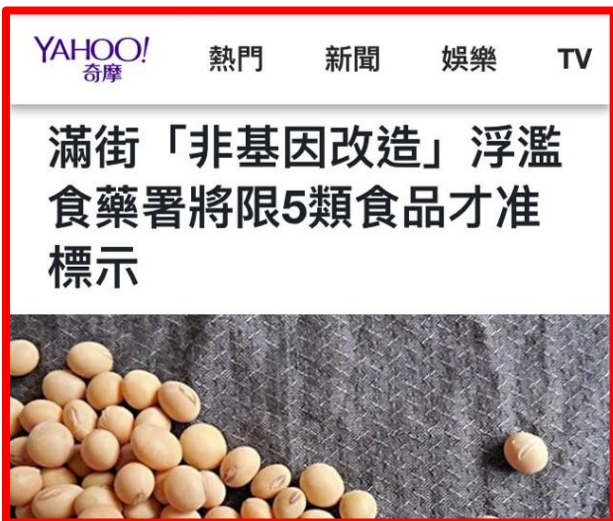 YAHOO!
奇摩
熱門 新聞 娛樂 TV
滿街「非基因改造」浮濫
食藥署將限5類食品才准
標示